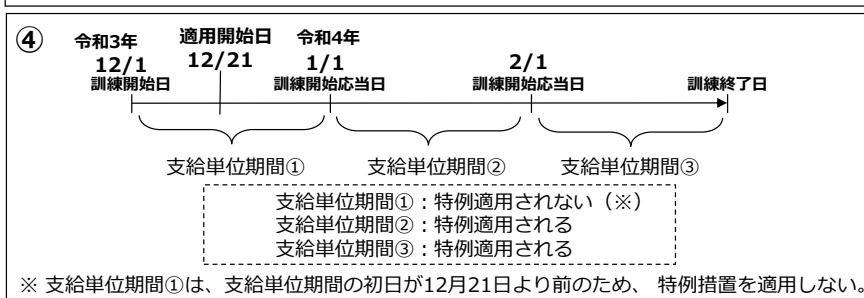 ④
令和3年 適用開始日 令和4年
12/1 12/21 1/1 2/1
訓練開始日 訓練開始応当日 訓練開始応当日 訓練終了日
支給単位期間① 支給単位期間② 支給単位期間③
支給単位期間①：特例適用されない（※）
支給単位期間②：特例適用される
支給単位期間③：特例適用される
※ 支給単位期間①は、支給単位期間の初日が12月21日より前のため、 特例措置を適用しない。